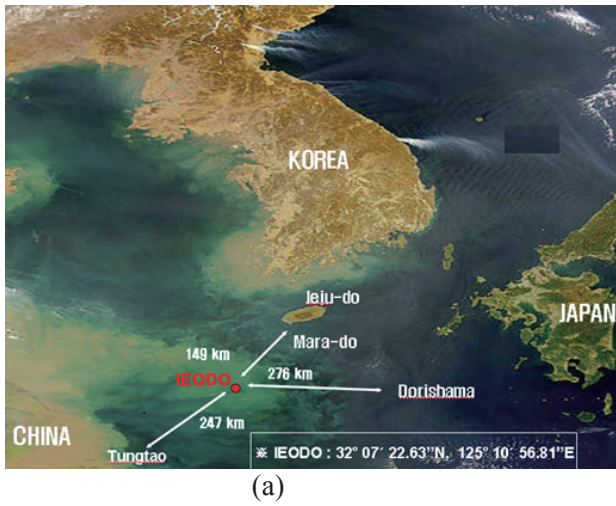 KOREA
Jeju-do
JAPAN
Mara-do
149 km
IEODO
276 km
Dorishama
247 km
CHINA
Tungtao
※ IEODO : 32° 07′ 22.63”N, 125° 10′ 56.81”E
(a)